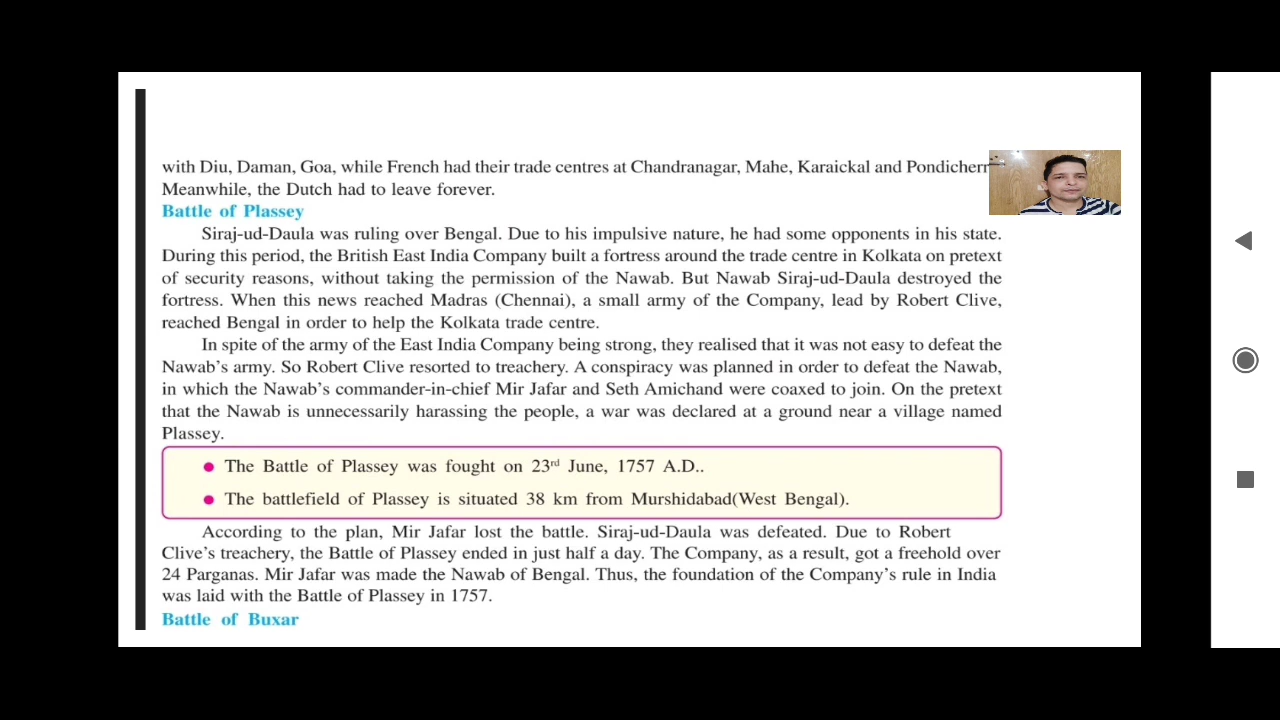 with Diu, Daman, Goa, while French had their trade centres at Chandranagar, Mahe, Karaickal and
Meanwhile, the Dutch had to leave forever.
Battle of Plassey
Siraj-ud-Daula was ruling over Bengal. Due to his impulsive nature, he had some opponents in his state.
During this period, the British East India Company built a fortress around the trade centre in Kolkata on pretext
of security reasons, without taking the permission of the Nawab. But Nawab Siraj-ud-Daula destroyed the
fortress. When this news reached Madras (Chennai), a small army of the Company, lead by Robert Clive,
reached Bengal in order to help the Kolkata trade centre.
In spite of the army of the East India Company being strong, they realised that it was not easy to defeat the
Nawab's army. So Robert Clive resorted to treachery. A conspiracy was planned in order to defeat the Nawab,
in which the Nawab's commander-in-chief Mir Jafar and Seth Amichand were coaxed to join. On the pretext
that the Nawab is unnecessarily harassing the people, a war was declared at a ground near a village named
Plassey.
• The Battle of Plassey was fought on 23rd June, 1757 A.D..
• The battlefield of Plassey is situated 38 km from Murshidabad(West Bengal).
According to the plan, Mir Jafar lost the battle. Siraj-ud-Daula was defeated. Due to Robert
Clive's treachery, the Battle of Plassey ended in just half a day. The Company, as a result, got a freehold over
24 Parganas. Mir Jafar was made the Nawab of Bengal. Thus, the foundation of the Company's rule in India
was laid with the Battle of Plassey in 1757.
Battle of Buxar